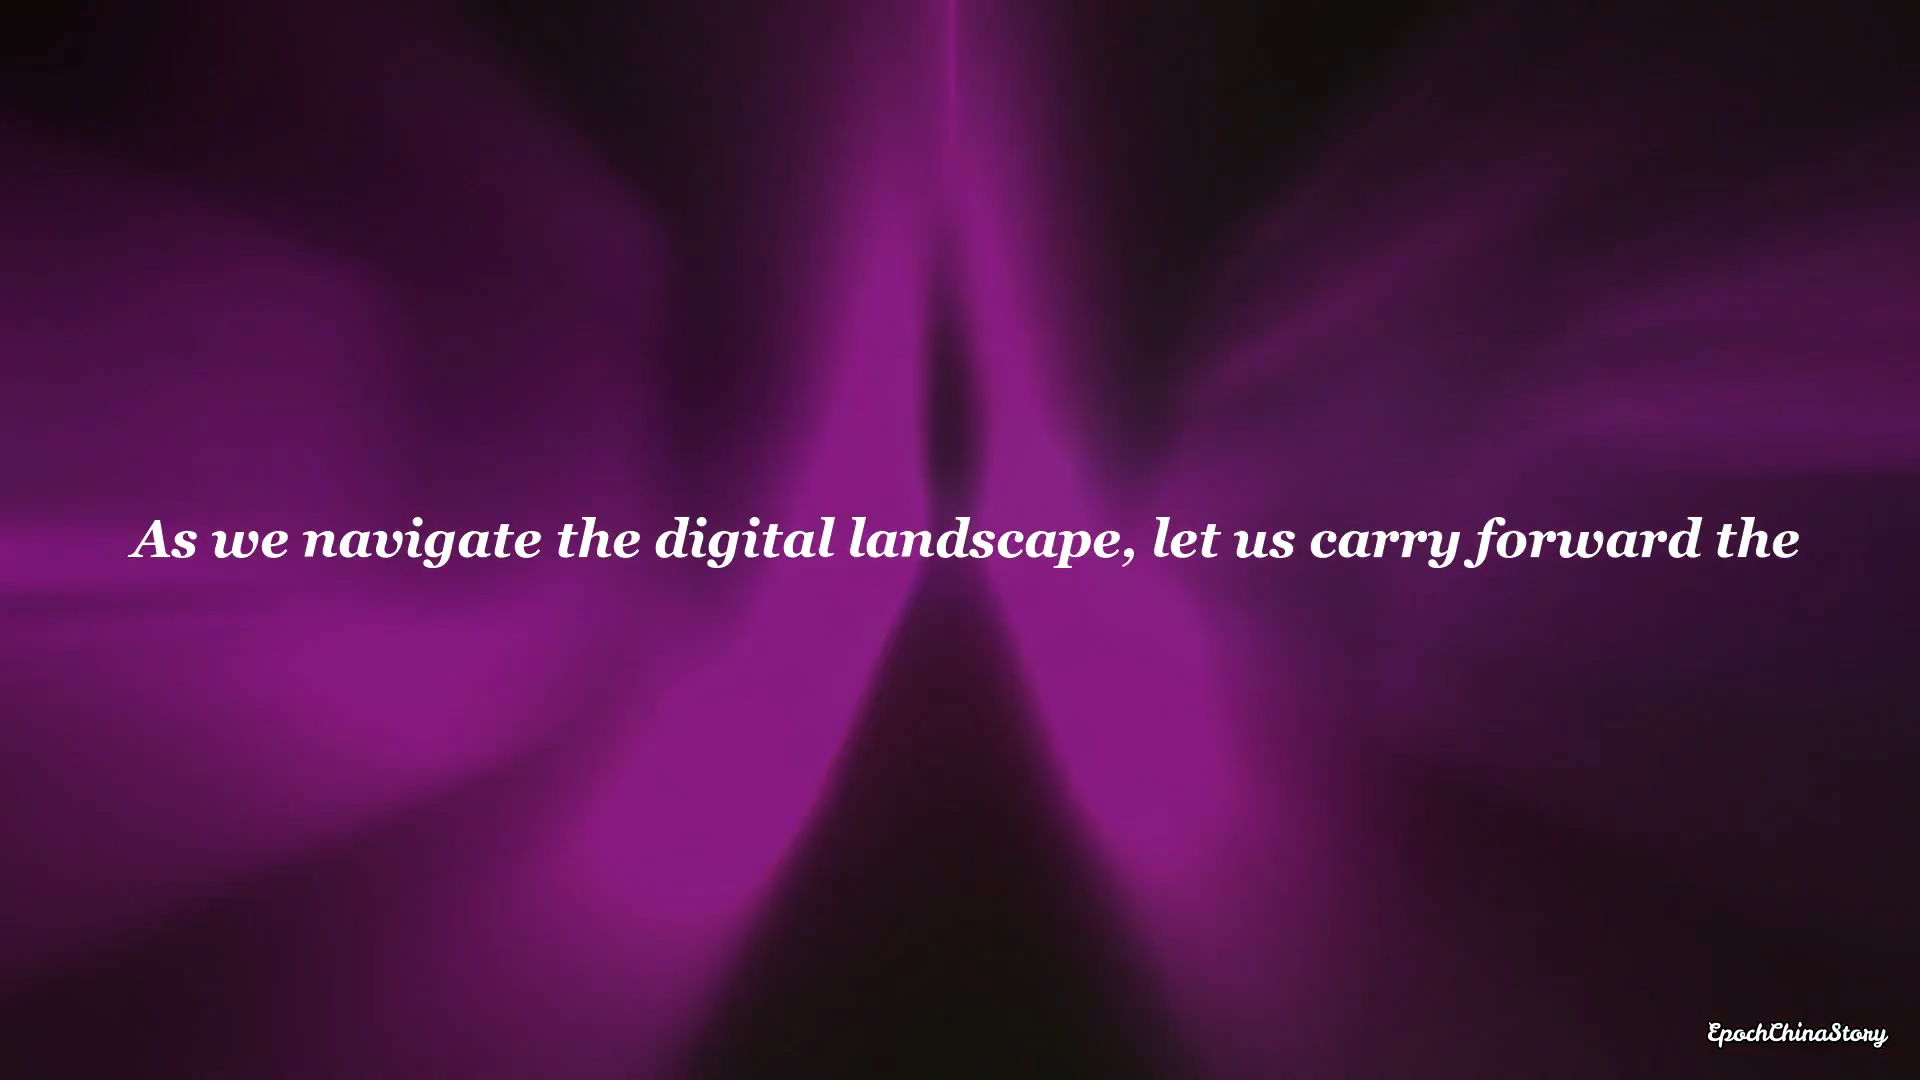 As we navigate the digital landscape, let us carry forward the
EpochChinaStory